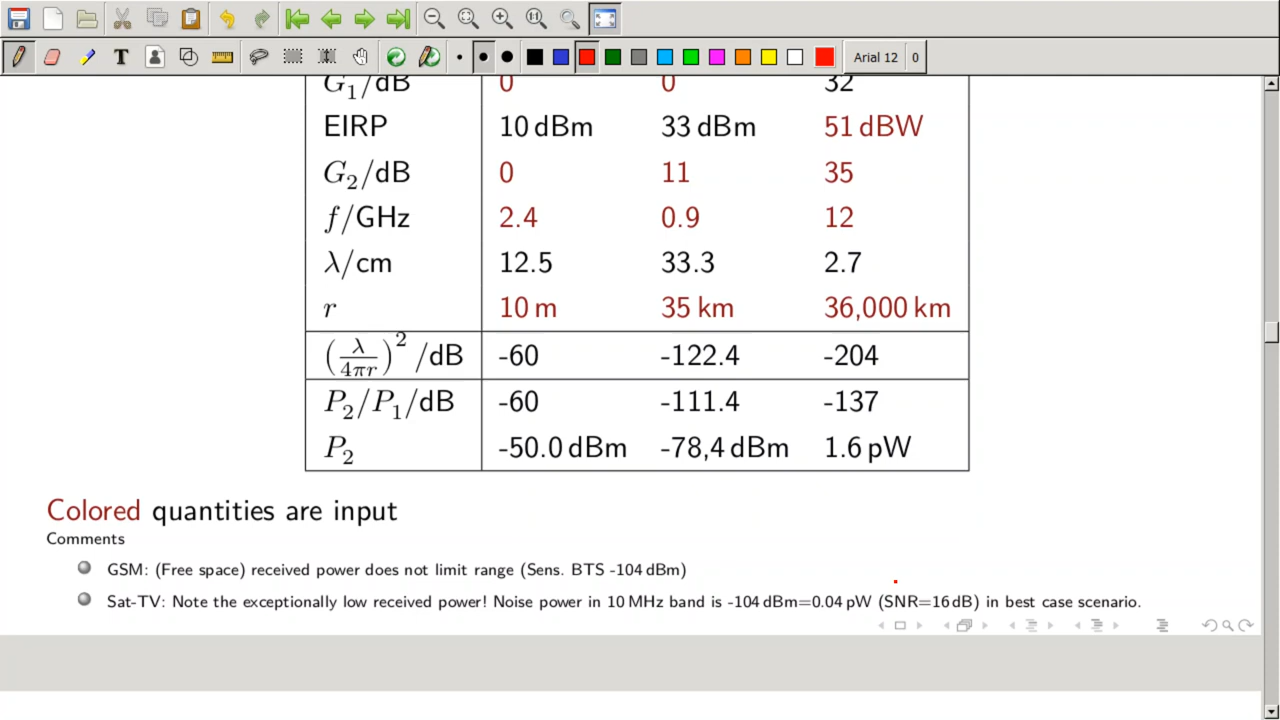 Arial 12 0
G₁/dB 0 0 32
EIRP 10 dBm 33 dBm 51 dBW
G₂/dB 0 11 35
f/GHz 2.4 0.9 12
λ/cm 12.5 33.3 2.7
r 10 m 35 km 36,000 km
(λ/4πr)² /dB -60 -122.4 -204
P₂/P₁/dB -60 -111.4 -137
P₂ -50.0 dBm -78,4 dBm 1.6 pW
Colored quantities are input
Comments
GSM: (Free space) received power does not limit range (Sens. BTS -104 dBm)
Sat-TV: Note the exceptionally low received power! Noise power in 10 MHz band is -104 dBm=0.04 pW (SNR=16 dB) in best case scenario.